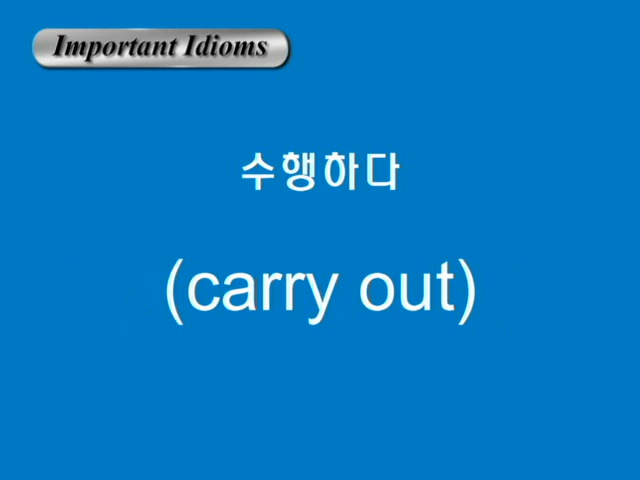 Important Idioms
수행하다
(carry out)